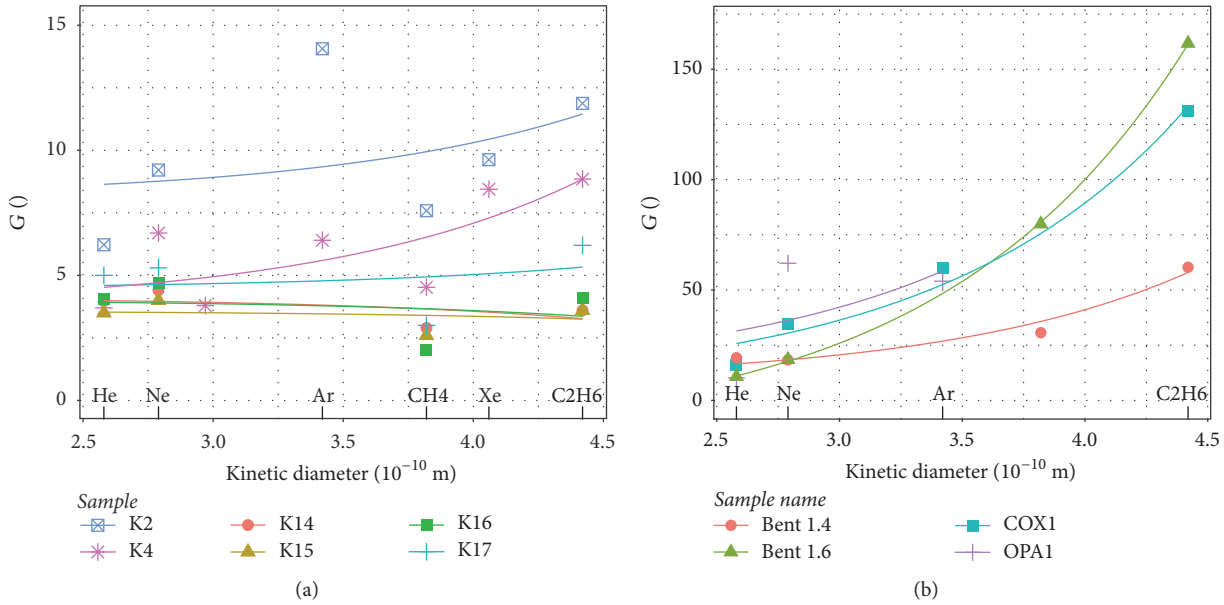 15
10
5
0
G ()
He
Ne
Ar
CH4
Xe
C2H6
2.5
3.0
3.5
4.0
4.5
Kinetic diameter (10⁻¹⁰ m)
Sample
K2
K14
K16
K4
K15
K17
(a)
150
100
50
0
G ()
He
Ne
Ar
C2H6
2.5
3.0
3.5
4.0
4.5
Kinetic diameter (10⁻¹⁰ m)
Sample name
Bent 1.4
COX1
Bent 1.6
OPA1
(b)